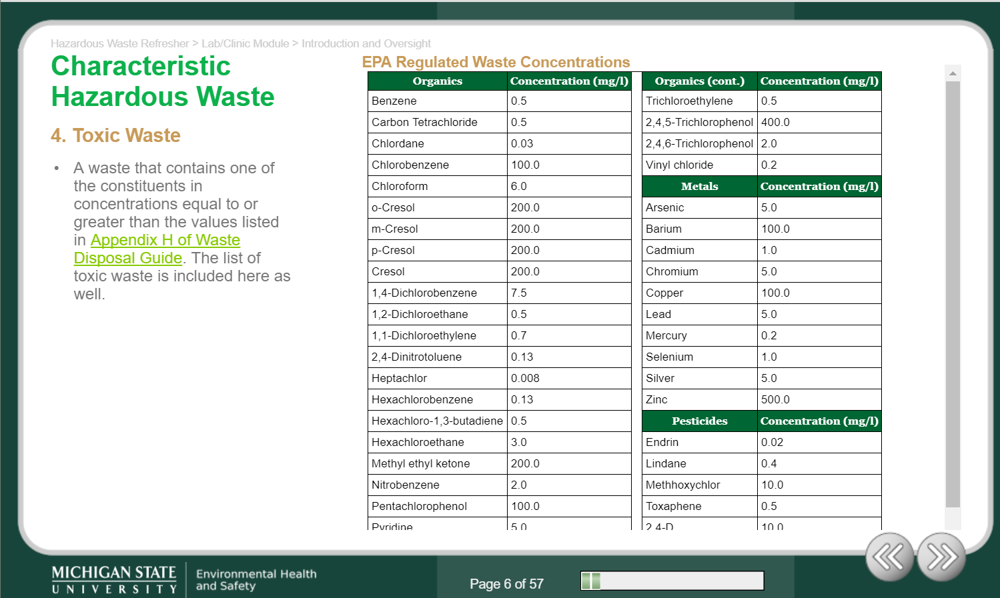 Hazardous Waste Refresher > Lab/Clinic Module > Introduction and Oversight
Characteristic
Hazardous Waste
4. Toxic Waste
• A waste that contains one of
the constituents in
concentrations equal to or
greater than the values listed
in Appendix H of Waste
Disposal Guide. The list of
toxic waste is included here as
well.
EPA Regulated Waste Concentrations
Organics Concentration (mg/l)
Benzene 0.5
Carbon Tetrachloride 0.5
Chlordane 0.03
Chlorobenzene 100.0
Chloroform 6.0
o-Cresol 200.0
m-Cresol 200.0
p-Cresol 200.0
Cresol 200.0
1,4-Dichlorobenzene 7.5
1,2-Dichloroethane 0.5
1,1-Dichloroethylene 0.7
2,4-Dinitrotoluene 0.13
Heptachlor 0.008
Hexachlorobenzene 0.13
Hexachloro-1,3-butadiene 0.5
Hexachloroethane 3.0
Methyl ethyl ketone 200.0
Nitrobenzene 2.0
Pentachlorophenol 100.0
Pyridine 5.0
Organics (cont.) Concentration (mg/l)
Trichloroethylene 0.5
2,4,5-Trichlorophenol 400.0
2,4,6-Trichlorophenol 2.0
Vinyl chloride 0.2
Metals Concentration (mg/l)
Arsenic 5.0
Barium 100.0
Cadmium 1.0
Chromium 5.0
Copper 100.0
Lead 5.0
Mercury 0.2
Selenium 1.0
Silver 5.0
Zinc 500.0
Pesticides Concentration (mg/l)
Endrin 0.02
Lindane 0.4
Methhoxychlor 10.0
Toxaphene 0.5
2,4-D 10.0
MICHIGAN STATE
UNIVERSITY
Environmental Health
and Safety
Page 6 of 57